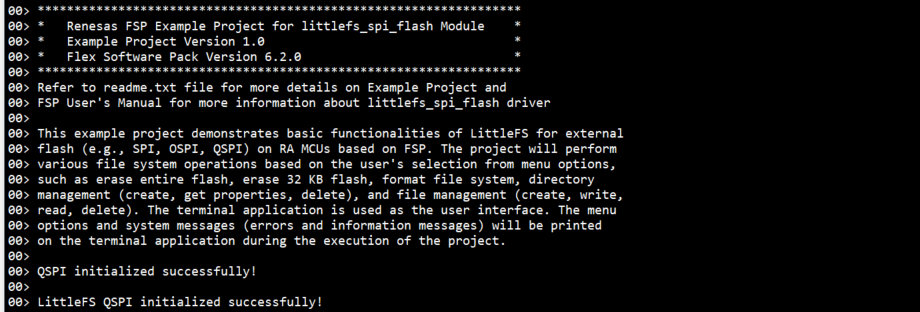 00> ***************************************************************
00> *   Renesas FSP Example Project for littlefs_spi_flash Module    *
00> *   Example Project Version 1.0                                 *
00> *   Flex Software Pack Version 6.2.0                            *
00> ***************************************************************
00> Refer to readme.txt file for more details on Example Project and
00> FSP User's Manual for more information about littlefs_spi_flash driver
00>
00> This example project demonstrates basic functionalities of LittleFS for external
00> flash (e.g., SPI, OSPI, QSPI) on RA MCUs based on FSP. The project will perform
00> various file system operations based on the user's selection from menu options,
00> such as erase entire flash, erase 32 KB flash, format file system, directory
00> management (create, get properties, delete), and file management (create, write,
00> read, delete). The terminal application is used as the user interface. The menu
00> options and system messages (errors and information messages) will be printed
00> on the terminal application during the execution of the project.
00>
00> QSPI initialized successfully!
00>
00> LittleFS QSPI initialized successfully!